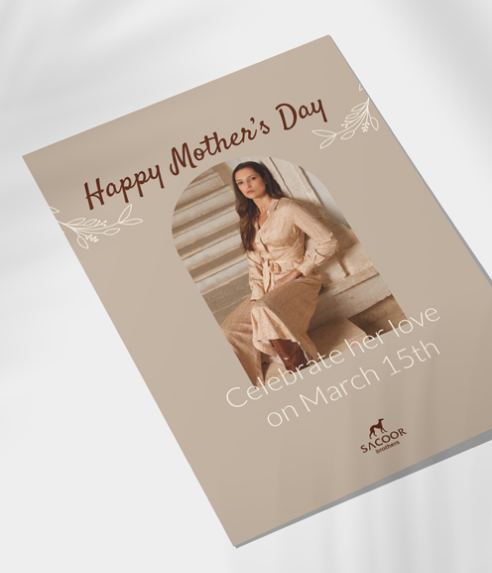 Happy Mother's Day
Celebrate her love
on March 15th
SACOOR
brothers